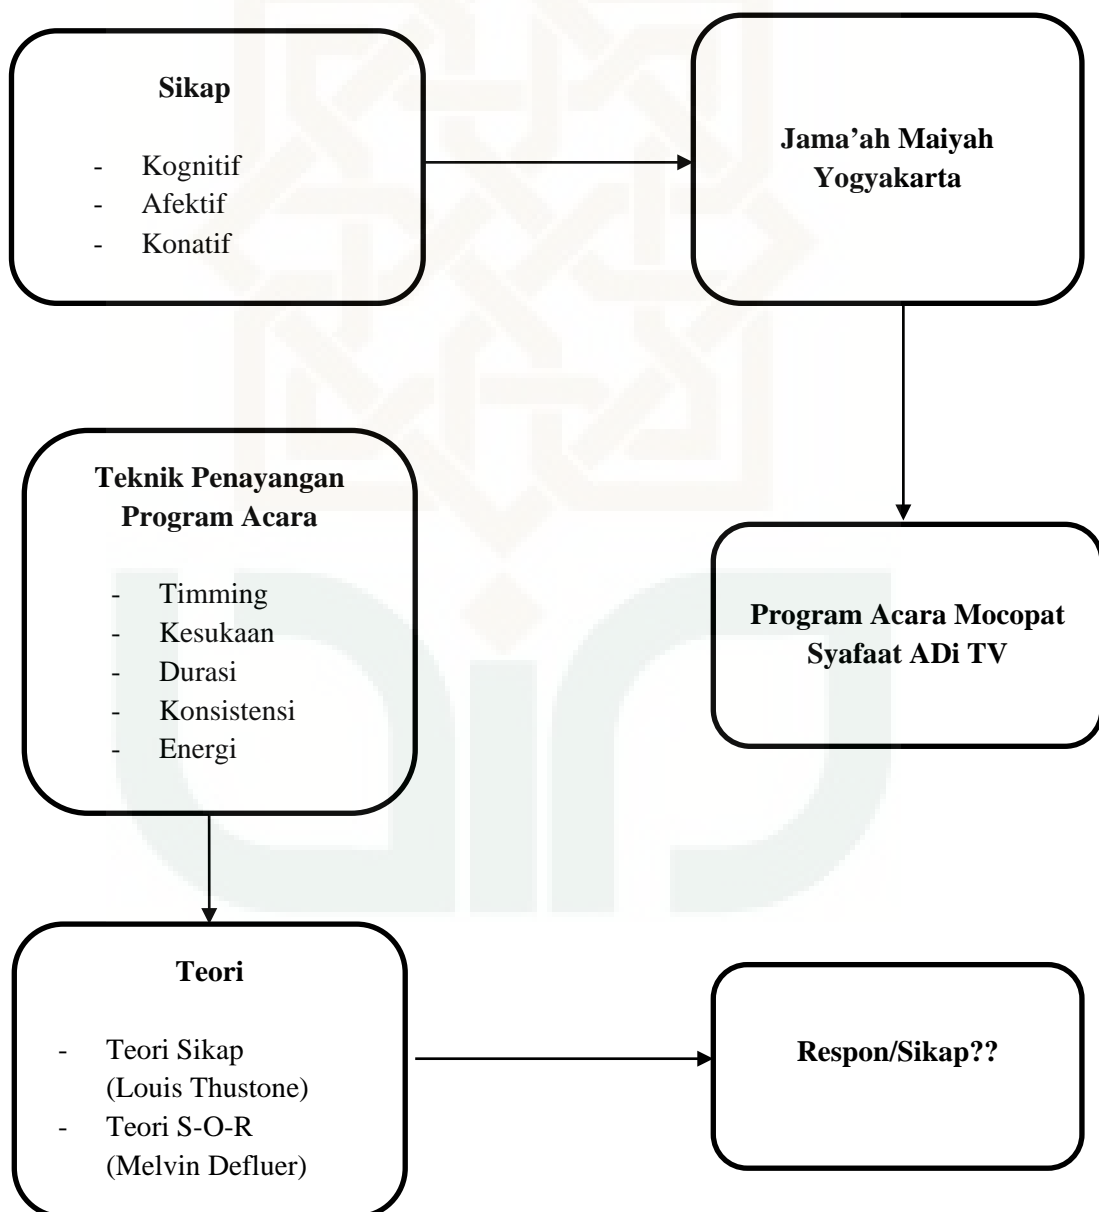 Sikap
- Kognitif
- Afektif
- Konatif
Jama’ah Maiyah
Yogyakarta
Teknik Penayangan
Program Acara
- Timming
- Kesukaan
- Durasi
- Konsistensi
- Energi
Program Acara Mocopat
Syafaat ADi TV
Teori
- Teori Sikap
(Louis Thustone)
- Teori S-O-R
(Melvin Defluer)
Respon/Sikap??